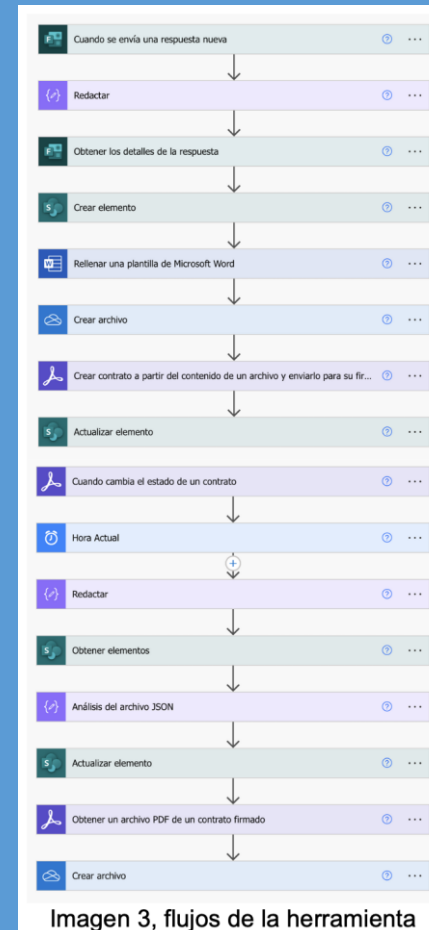 Cuando se envía una respuesta nueva
Redactar
Obtener los detalles de la respuesta
Crear elemento
Rellenar una plantilla de Microsoft Word
Crear archivo
Crear contrato a partir del contenido de un archivo y enviarlo para su fir...
Actualizar elemento
Cuando cambia el estado de un contrato
Hora Actual
Redactar
Obtener elementos
Análisis del archivo JSON
Actualizar elemento
Obtener un archivo PDF de un contrato firmado
Crear archivo
Imagen 3, flujos de la herramienta